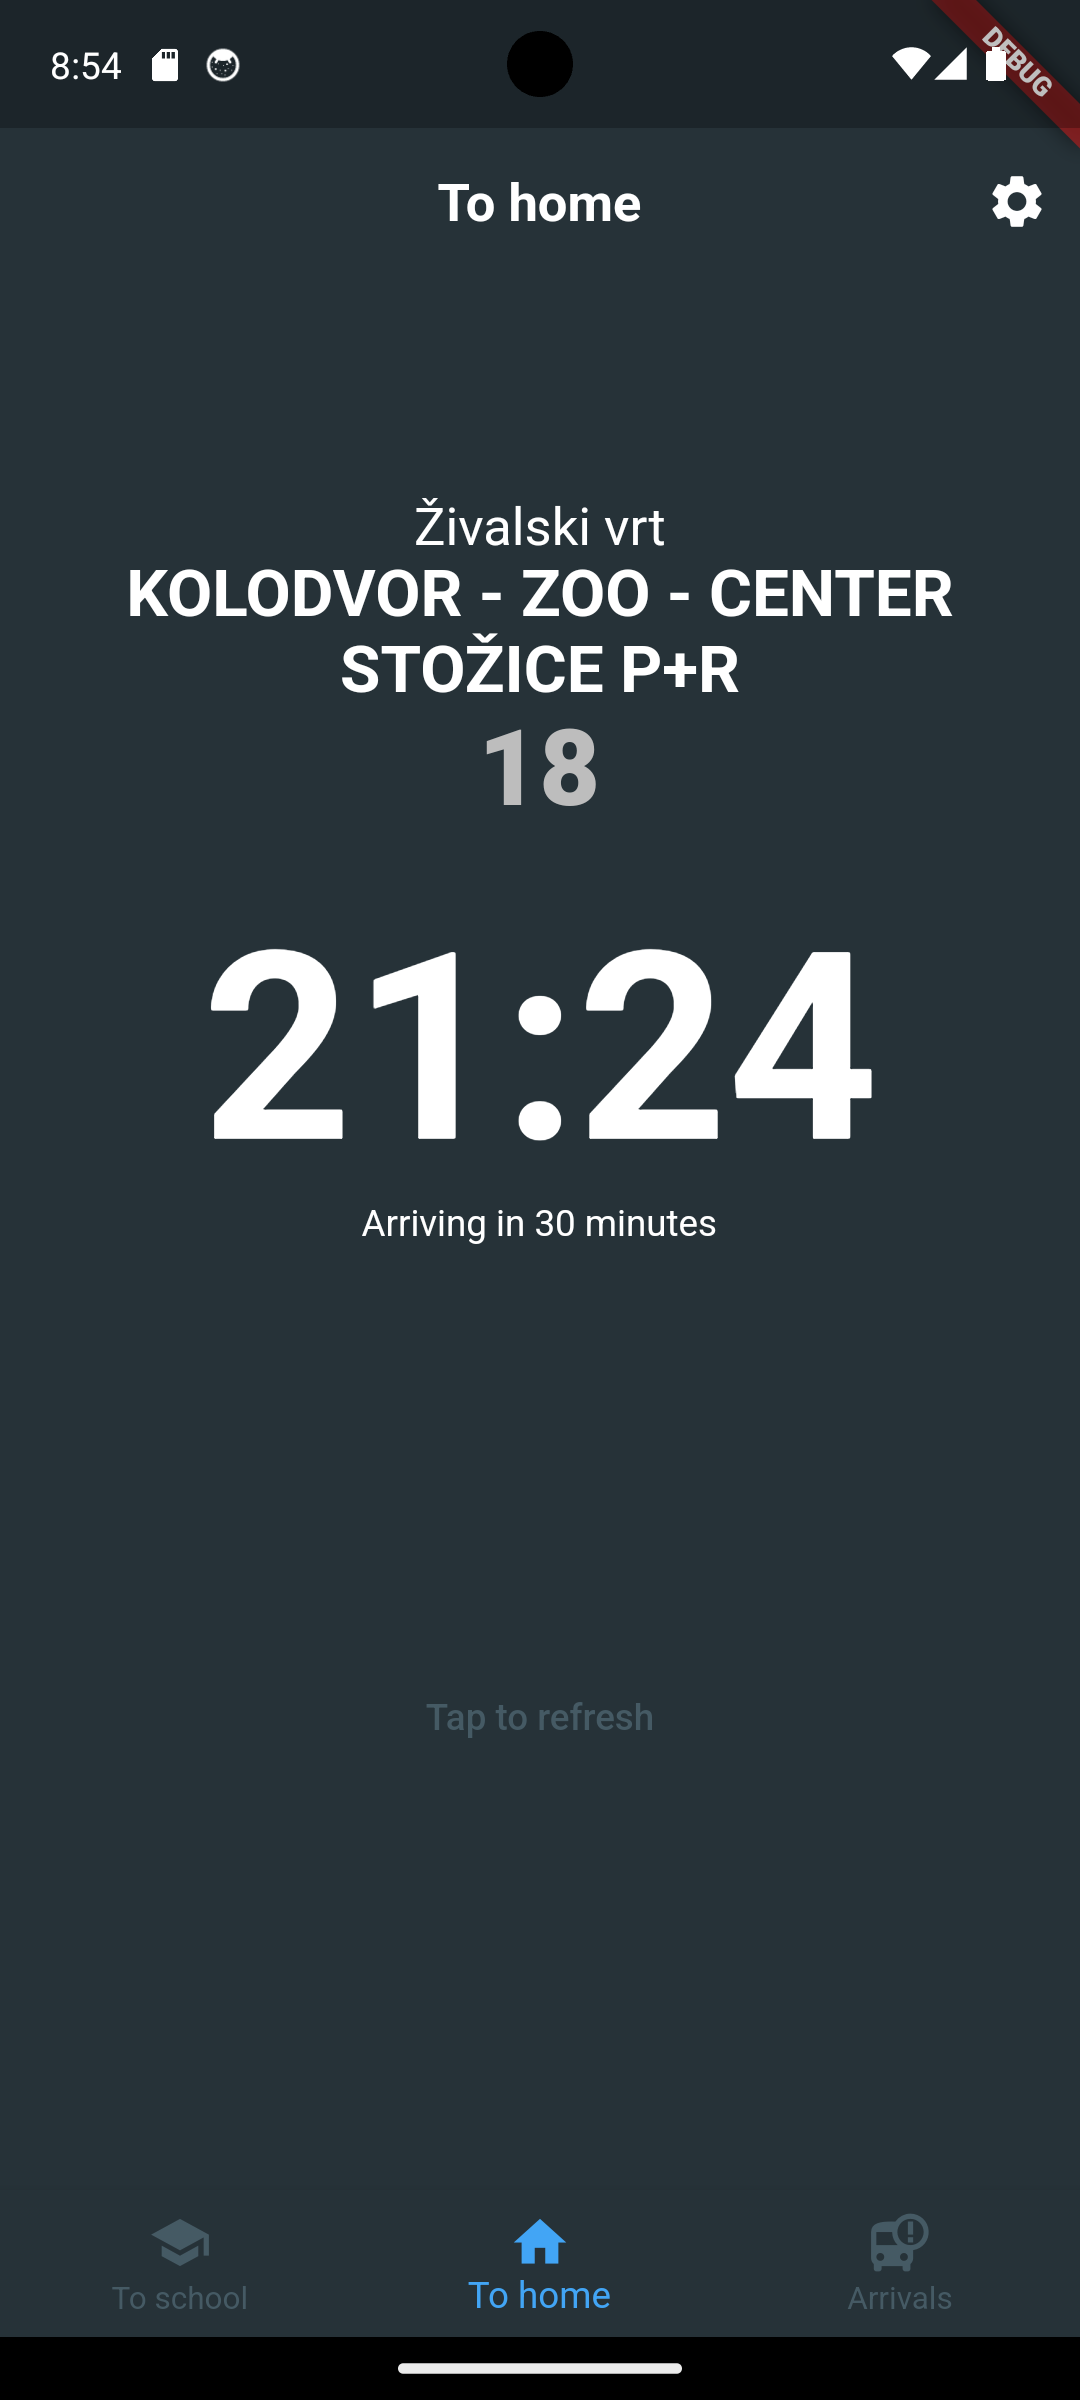 8:54
DEBUG
To home
Živalski vrt
KOLODVOR - ZOO - CENTER
STOŽICE P+R
18
21:24
Arriving in 30 minutes
Tap to refresh
To school
To home
Arrivals